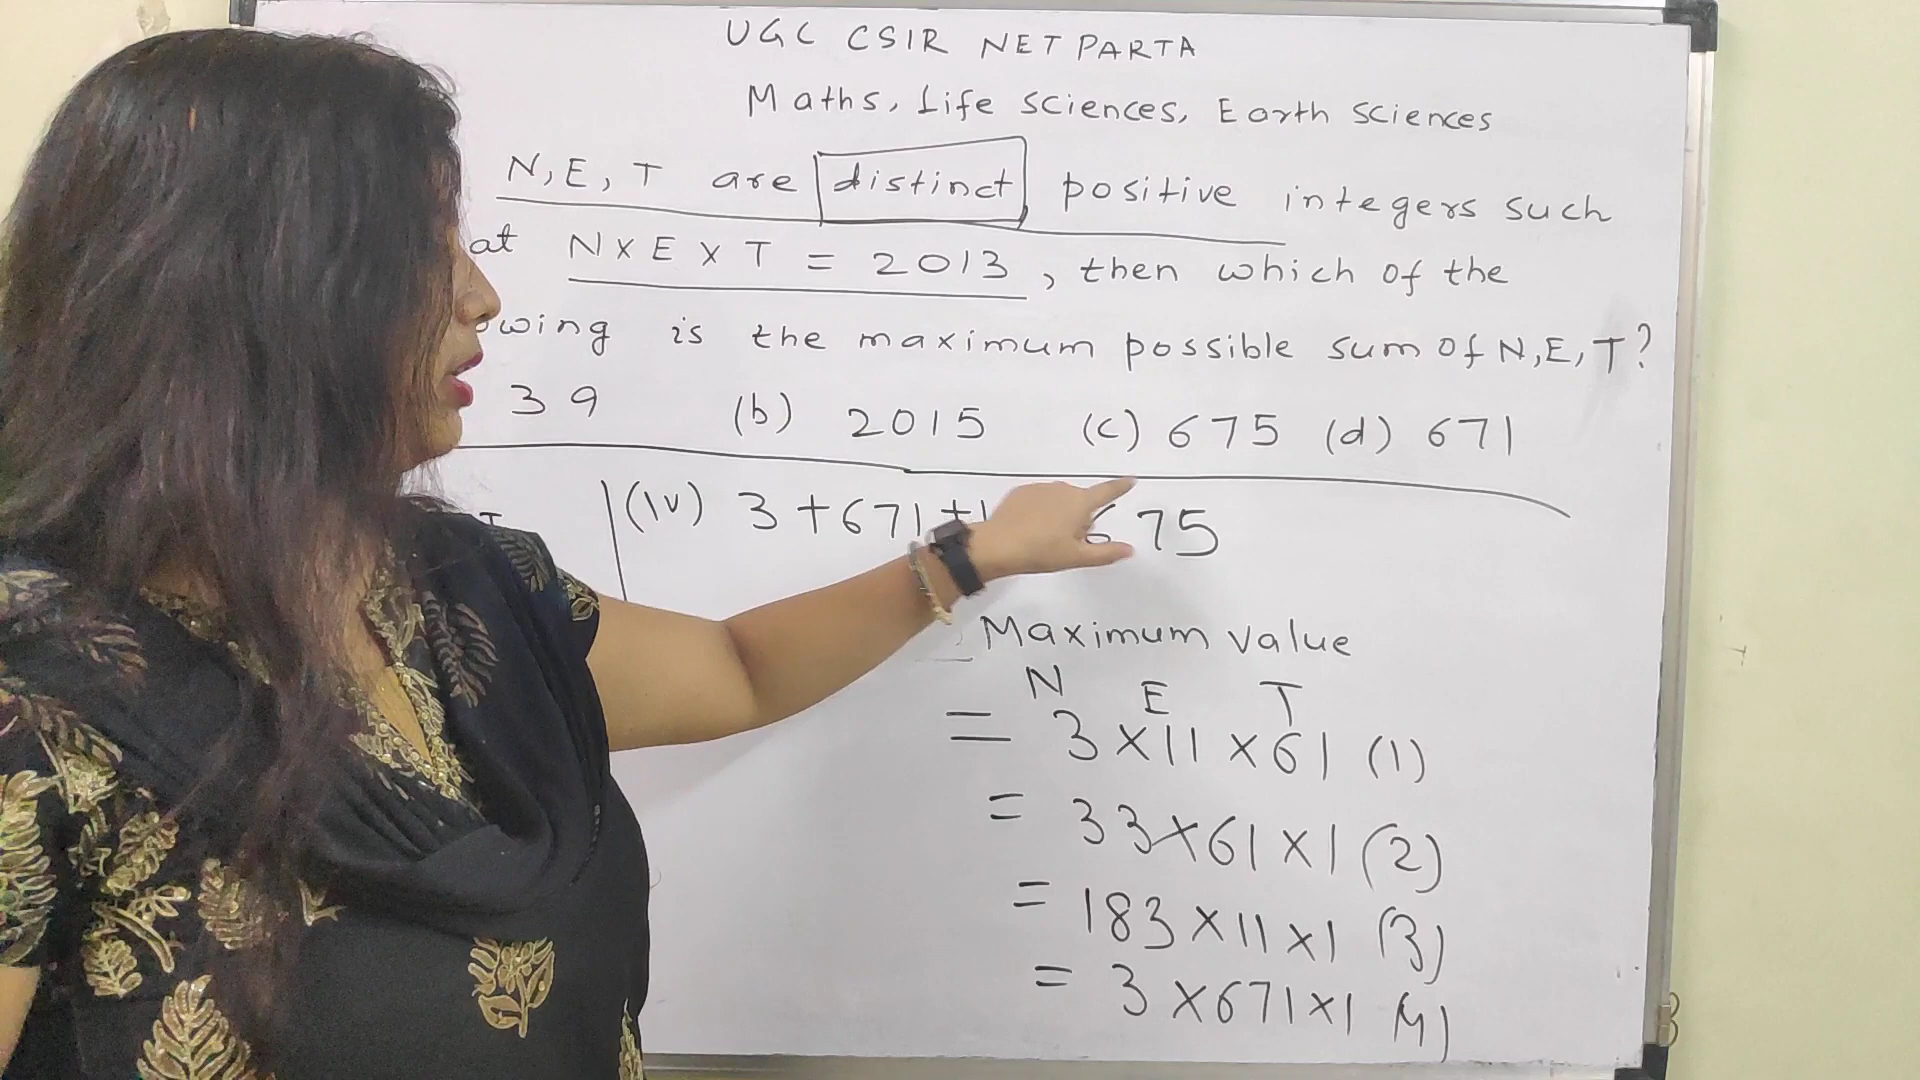 UGC CSIR NET PARTA
Maths, Life Sciences, Earth Sciences
N, E, T are distinct positive integers such
at N X E X T = 2013, then which of the
owing is the maximum possible sum of N,E,T?
39 (b) 2015 (c) 675 (d) 671
(iv) 3+671+1 675
Maximum value
N E T
= 3 X 11 X 61 (1)
= 33 X 61 X 1 (2)
= 183 X 11 X 1 (3)
= 3 X 671 X 1 (4)